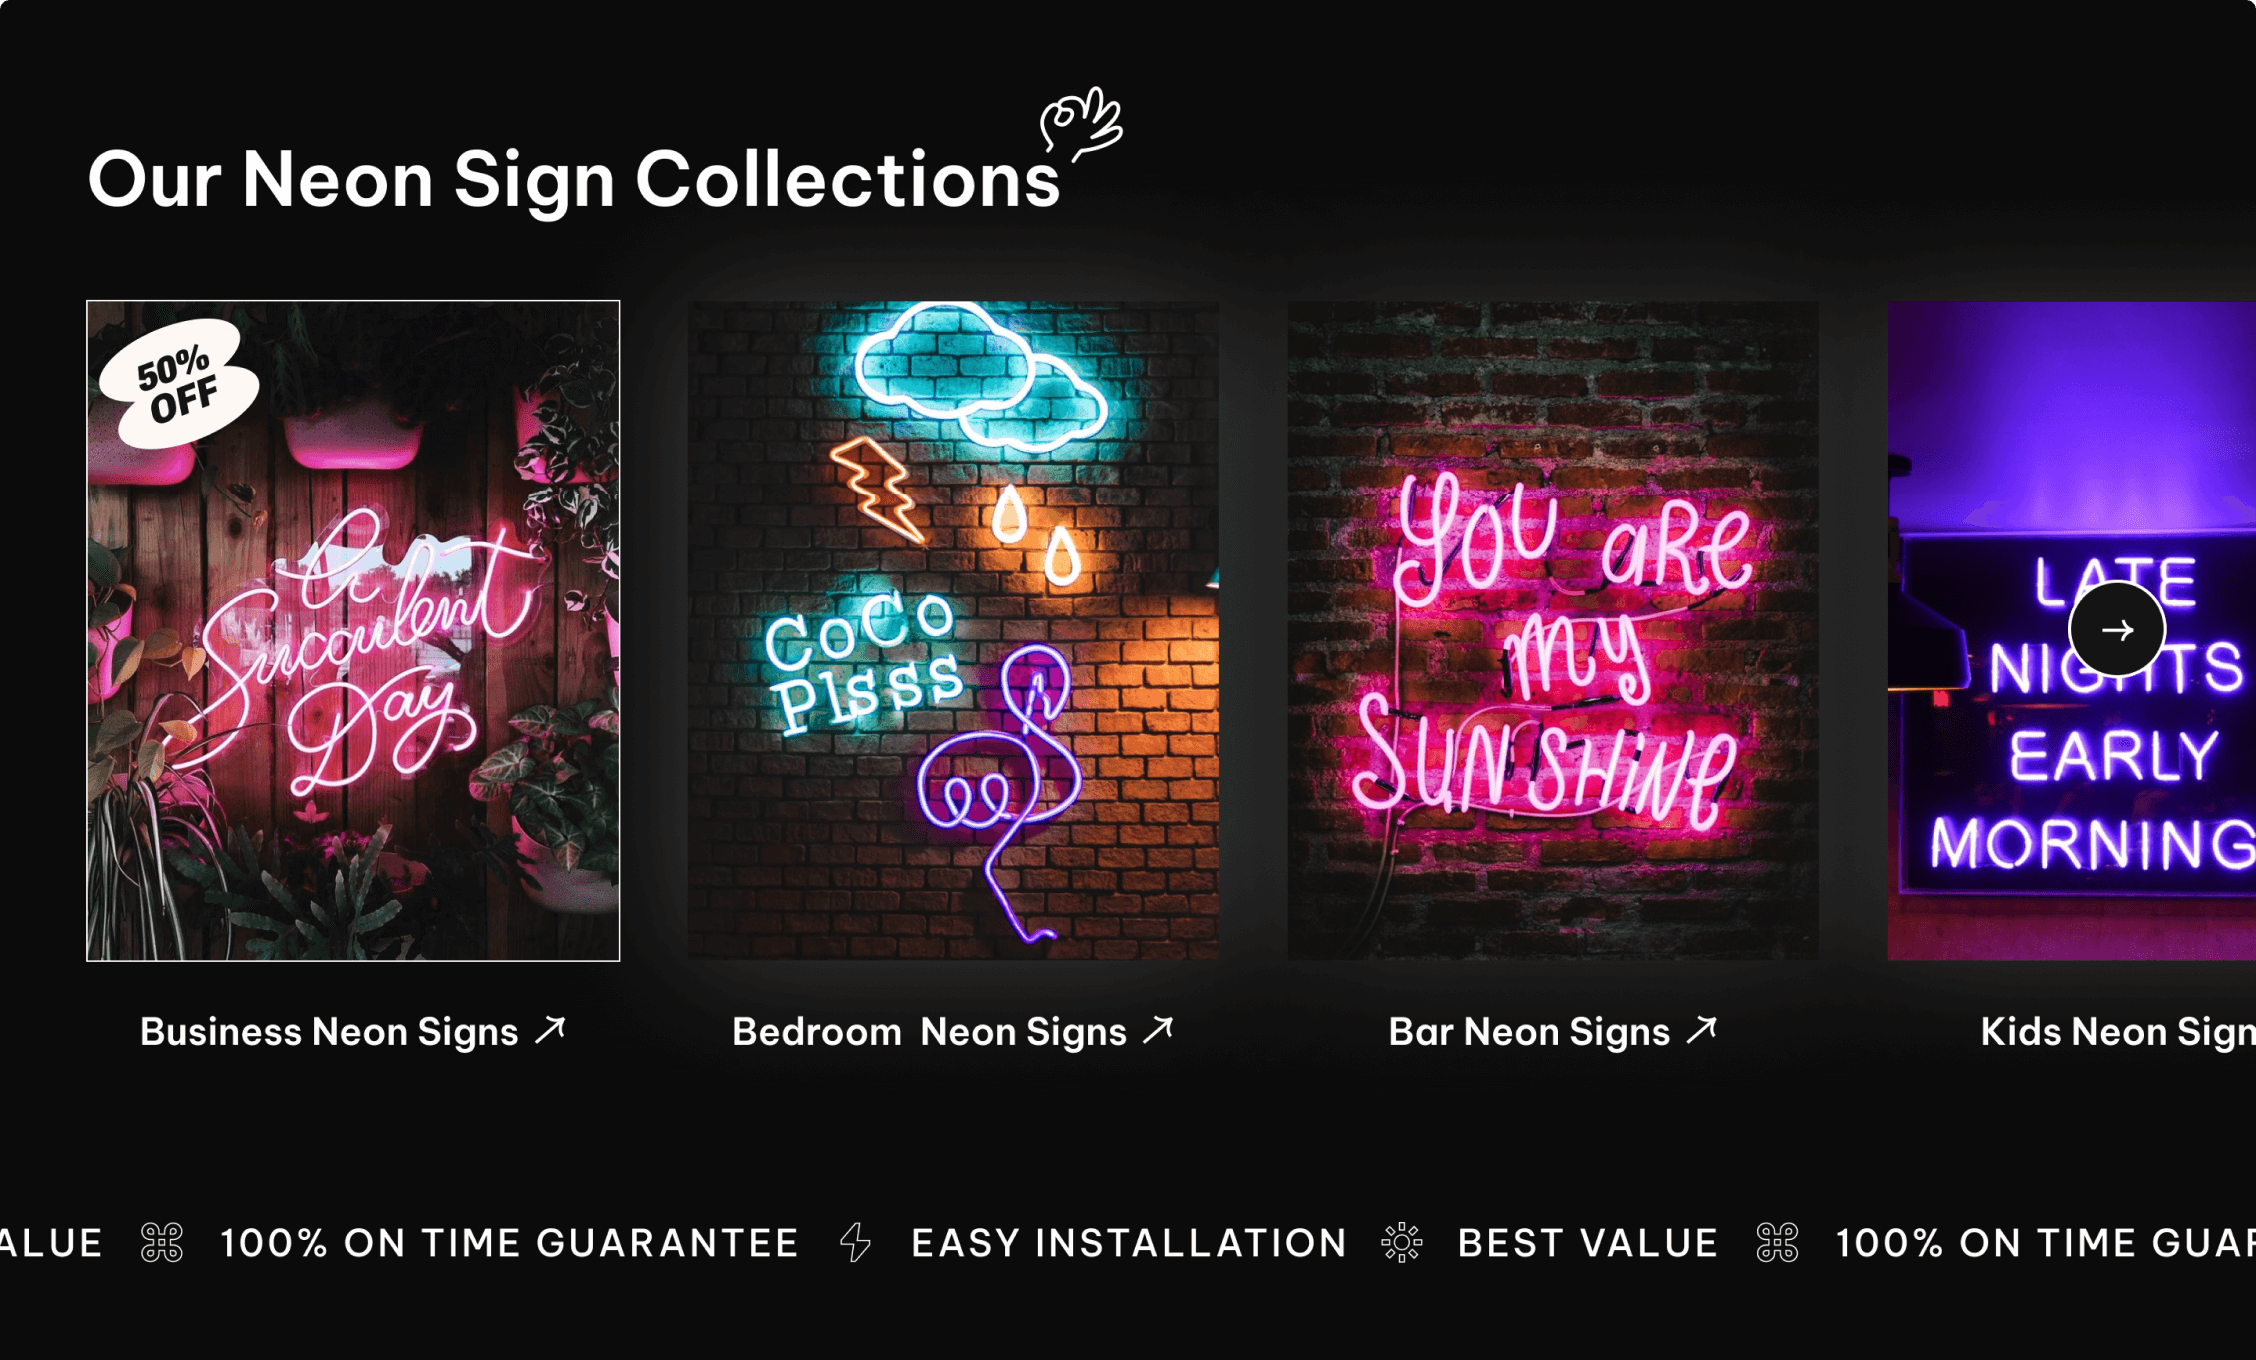 Our Neon Sign Collections
50%
OFF
a
Succulent
Day
CoCo
Plsss
You are
my
SUNSHiNe
LATE
NIGHTS
EARLY
MORNING
Business Neon Signs
Bedroom Neon Signs
Bar Neon Signs
Kids Neon Sign
ALUE 100% ON TIME GUARANTEE EASY INSTALLATION BEST VALUE 100% ON TIME GUAR